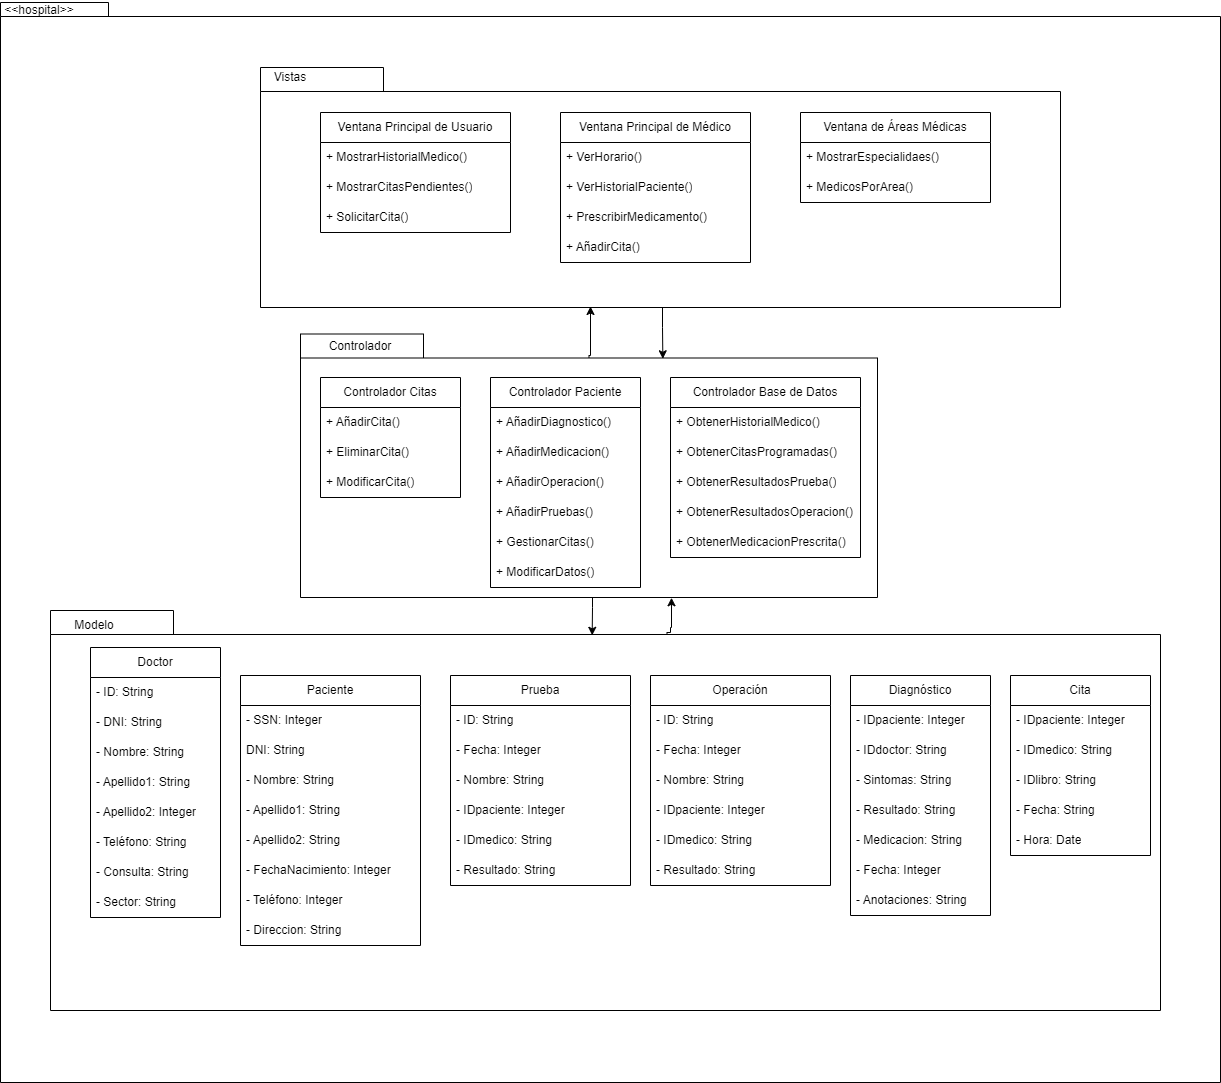 <<hospital>>
Vistas
Ventana Principal de Usuario
+ MostrarHistorialMedico()
+ MostrarCitasPendientes()
+ SolicitarCita()
Ventana Principal de Médico
+ VerHorario()
+ VerHistorialPaciente()
+ PrescribirMedicamento()
+ AñadirCita()
Ventana de Áreas Médicas
+ MostrarEspecialidaes()
+ MedicosPorArea()
Controlador
Controlador Citas
+ AñadirCita()
+ EliminarCita()
+ ModificarCita()
Controlador Paciente
+ AñadirDiagnostico()
+ AñadirMedicacion()
+ AñadirOperacion()
+ AñadirPruebas()
+ GestionarCitas()
+ ModificarDatos()
Controlador Base de Datos
+ ObtenerHistorialMedico()
+ ObtenerCitasProgramadas()
+ ObtenerResultadosPrueba()
+ ObtenerResultadosOperacion()
+ ObtenerMedicacionPrescrita()
Modelo
Doctor
- ID: String
- DNI: String
- Nombre: String
- Apellido1: String
- Apellido2: Integer
- Teléfono: String
- Consulta: String
- Sector: String
Paciente
- SSN: Integer
DNI: String
- Nombre: String
- Apellido1: String
- Apellido2: String
- FechaNacimiento: Integer
- Teléfono: Integer
- Direccion: String
Prueba
- ID: String
- Fecha: Integer
- Nombre: String
- IDpaciente: Integer
- IDmedico: String
- Resultado: String
Operación
- ID: String
- Fecha: Integer
- Nombre: String
- IDpaciente: Integer
- IDmedico: String
- Resultado: String
Diagnóstico
- IDpaciente: Integer
- IDdoctor: String
- Sintomas: String
- Resultado: String
- Medicacion: String
- Fecha: Integer
- Anotaciones: String
Cita
- IDpaciente: Integer
- IDmedico: String
- IDlibro: String
- Fecha: String
- Hora: Date